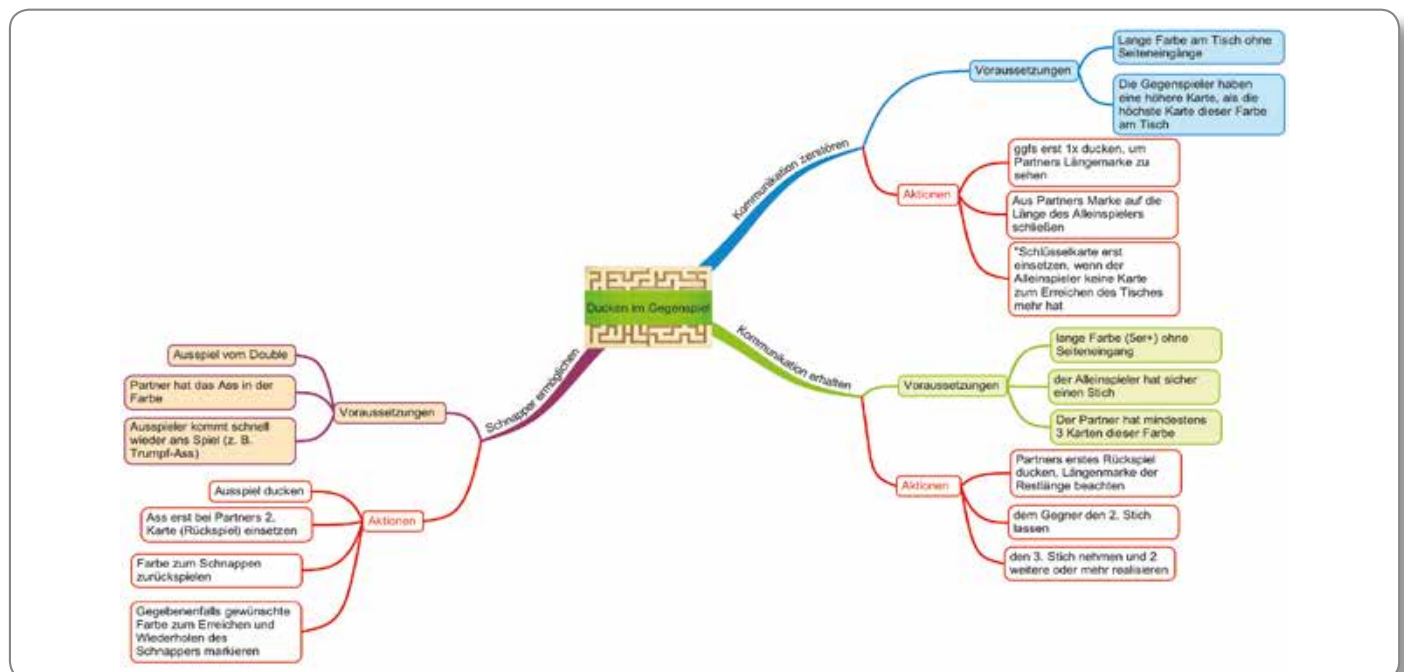 Ducken im Gegenspiel
Kommunikation zerstören
Voraussetzungen
Lange Farbe am Tisch ohne
Seiteneingänge
Die Gegenspieler haben
eine höhere Karte, als die
höchste Karte dieser Farbe
am Tisch
Aktionen
ggfs erst 1x ducken, um
Partners Längemarke zu
sehen
Aus Partners Marke auf die
Länge des Alleinspielers
schließen
"Schlüsselkarte erst
einsetzen, wenn der
Alleinspieler keine Karte
zum Erreichen des Tisches
mehr hat
Kommunikation erhalten
Voraussetzungen
lange Farbe (5er+) ohne
Seiteneingang
der Alleinspieler hat sicher
einen Stich
Der Partner hat mindestens
3 Karten dieser Farbe
Aktionen
Partners erstes Rückspiel
ducken, Längenmarke der
Restlänge beachten
dem Gegner den 2. Stich
lassen
den 3. Stich nehmen und 2
weitere oder mehr realisieren
Schnapper ermöglichen
Voraussetzungen
Ausspiel vom Double
Partner hat das Ass in der
Farbe
Ausspieler kommt schnell
wieder ans Spiel (z. B.
Trumpf-Ass)
Aktionen
Ausspiel ducken
Ass erst bei Partners 2.
Karte (Rückspiel) einsetzen
Farbe zum Schnappen
zurückspielen
Gegebenenfalls gewünschte
Farbe zum Erreichen und
Wiederholen des
Schnappers markieren